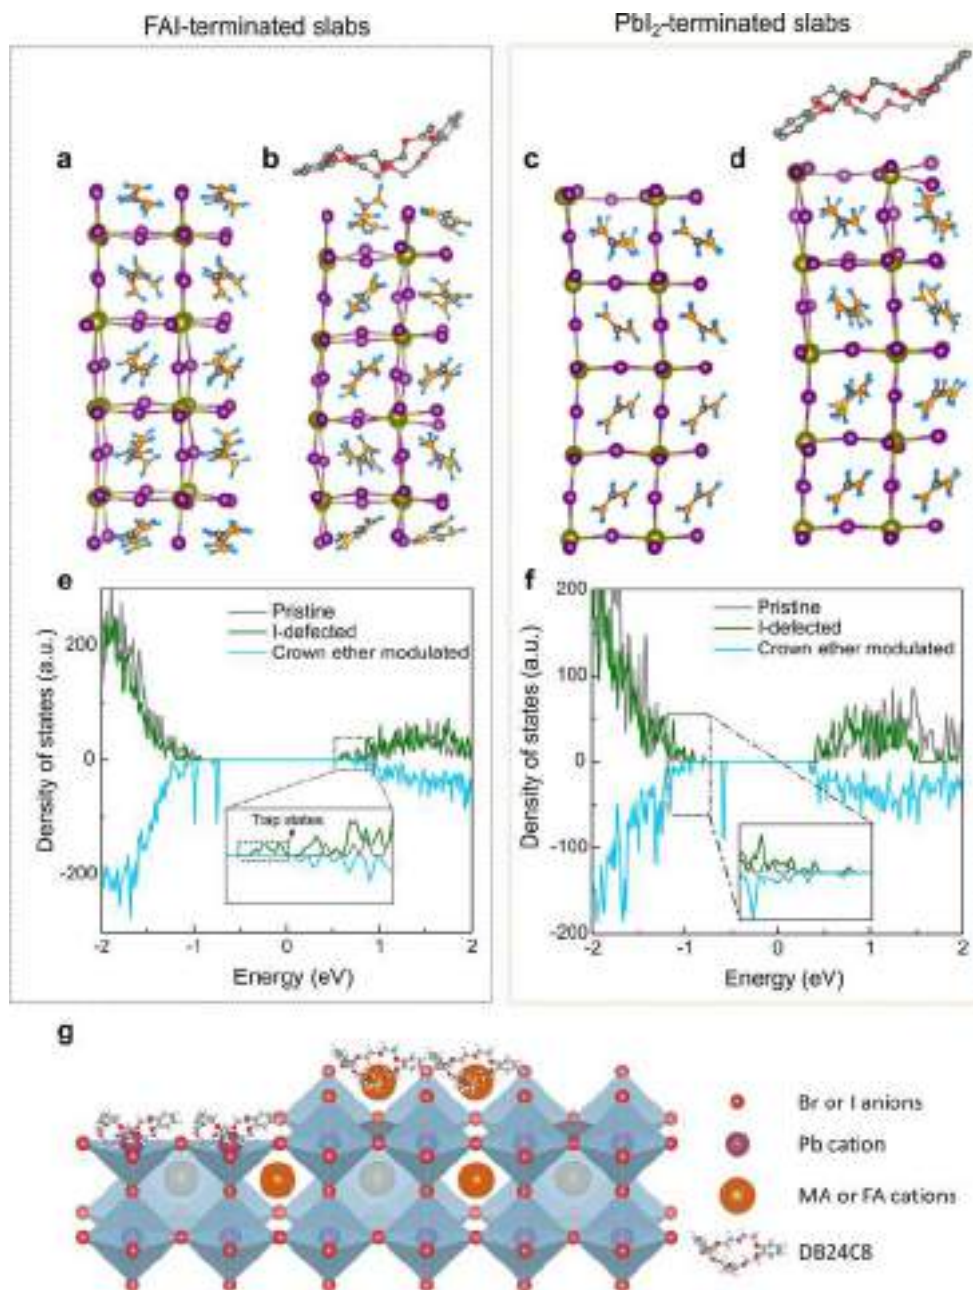 FAI-terminated slabs
PbI2-terminated slabs
a
b
c
d
e
Pristine
I-defected
Crown ether modulated
Trap states
Density of states (a.u.)
200
0
-200
-2
-1
0
1
2
Energy (eV)
f
Pristine
I-defected
Crown ether modulated
Density of states (a.u.)
200
100
0
-100
-200
-2
-1
0
1
2
Energy (eV)
g
Br or I anions
Pb cation
MA or FA cations
DB24C8